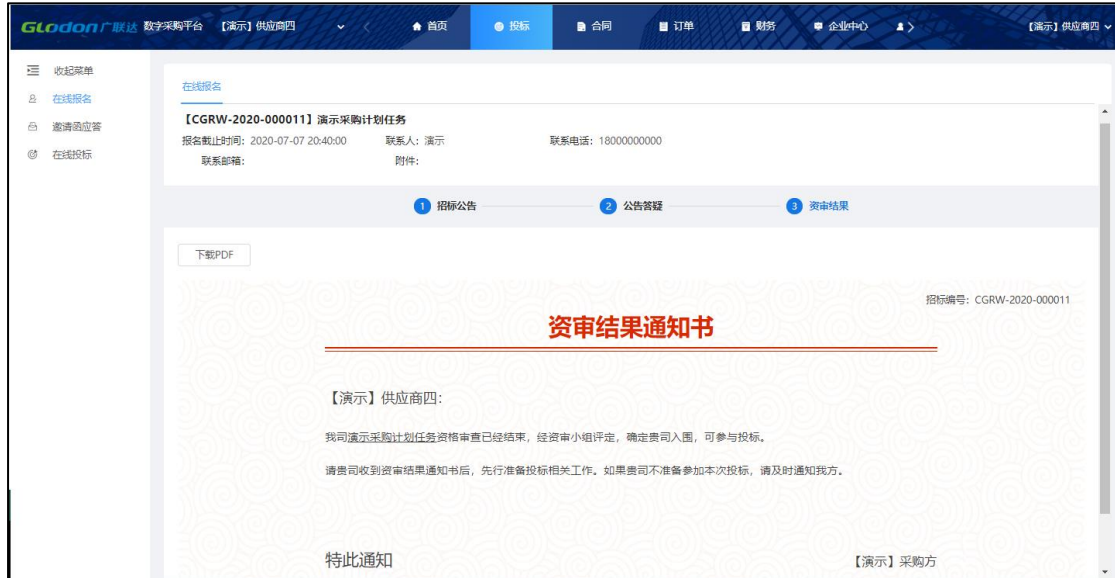 Glodon广联达 数字采购平台 【演示】供应商四 首页 投标 合同 订单 财务 企业中心 【演示】供应商四
收起菜单
在线报名
邀请函应答
在线投标
在线报名
【CGRW-2020-000011】演示采购计划任务
报名截止时间：2020-07-07 20:40:00 联系人：演示 联系电话：18000000000
联系邮箱： 附件：
1 招标公告 2 公告答疑 3 资审结果
下载PDF
招标编号：CGRW-2020-000011
资审结果通知书
【演示】供应商四：
我司演示采购计划任务资格审查已经结束，经资审小组评定，确定贵司入围，可参与投标。
请贵司收到资审结果通知书后，先行准备投标相关工作。如果贵司不准备参加本次投标，请及时通知我方。
特此通知 【演示】采购方